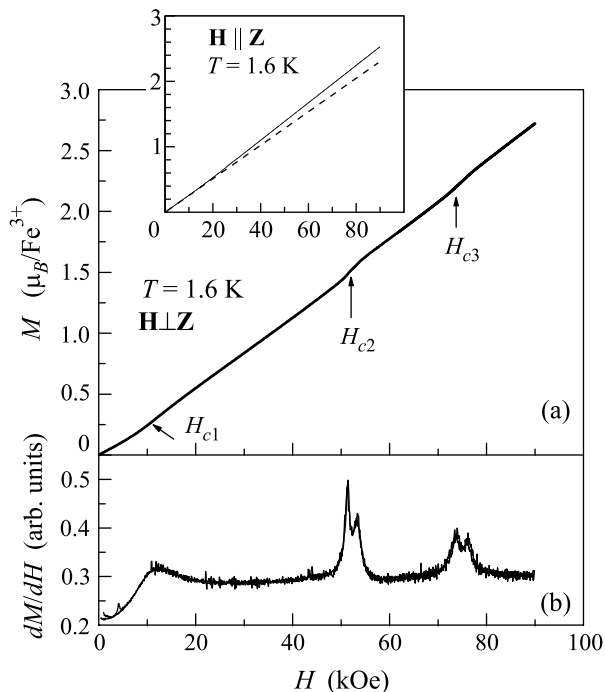 3
2
1
0 20 40 60 80
H || Z
T = 1.6 K
3.0
2.5
2.0
1.5
1.0
0.5
0
M (μB/Fe3+)
T = 1.6 K
H⊥Z
Hc1
Hc2
Hc3
(a)
0.5
0.4
0.3
0.2
dM/dH (arb. units)
(b)
0 20 40 60 80 100
H (kOe)